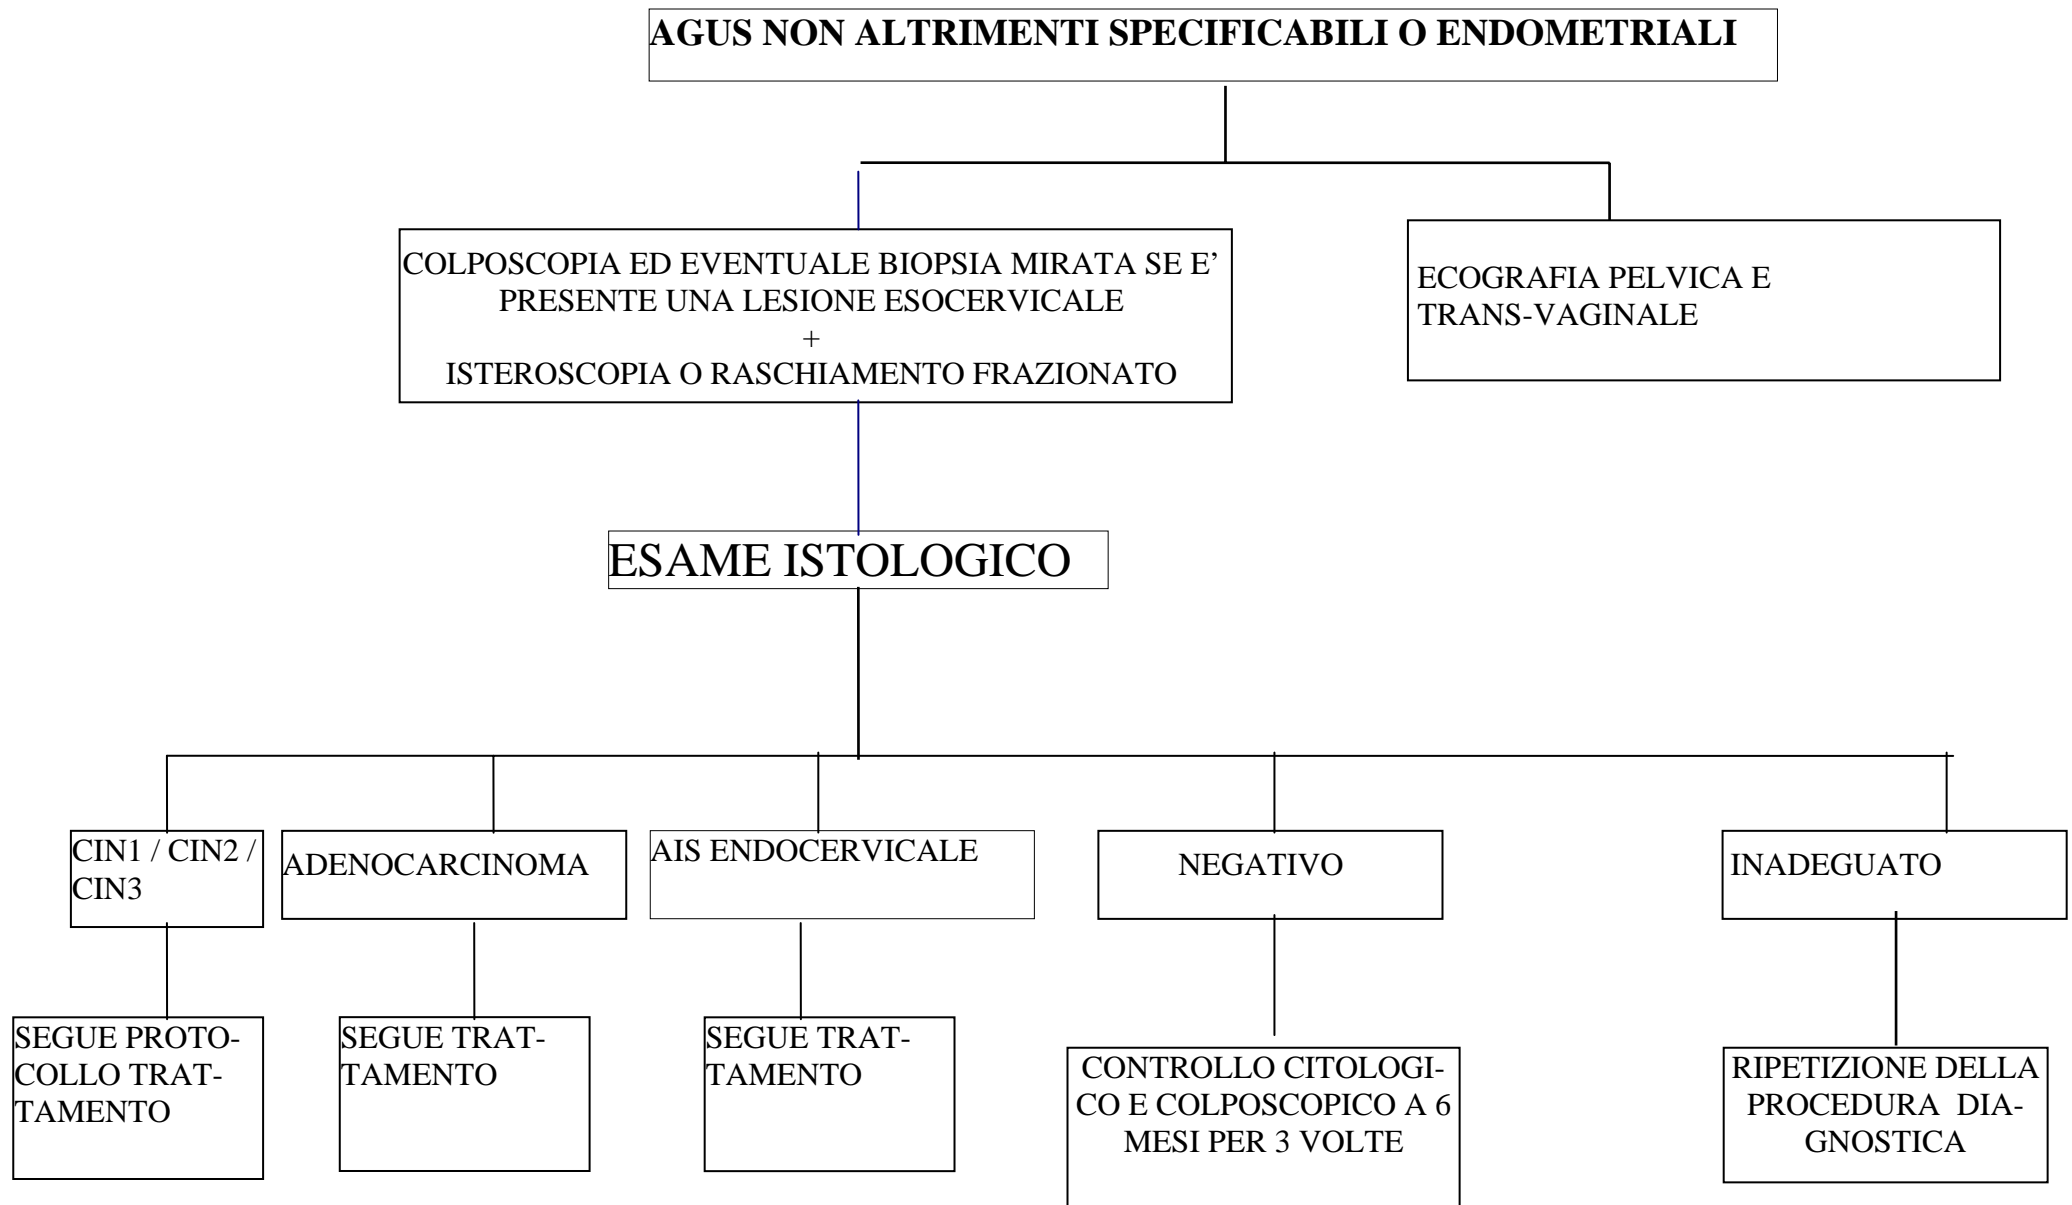 AGUS NON ALTRIMENTI SPECIFICABILI O ENDOMETRIALI
COLPOSCOPIA ED EVENTUALE BIOPSIA MIRATA SE E’
PRESENTE UNA LESIONE ESOCERVICALE
+
ISTEROSCOPIA O RASCHIAMENTO FRAZIONATO
ECOGRAFIA PELVICA E
TRANS-VAGINALE
ESAME ISTOLOGICO
CIN1 / CIN2 /
CIN3
ADENOCARCINOMA
AIS ENDOCERVICALE
NEGATIVO
INADEGUATO
SEGUE PROTO-
COLLO TRAT-
TAMENTO
SEGUE TRAT-
TAMENTO
SEGUE TRAT-
TAMENTO
CONTROLLO CITOLOGI-
CO E COLPOSCOPICO A 6
MESI PER 3 VOLTE
RIPETIZIONE DELLA
PROCEDURA DIA-
GNOSTICA